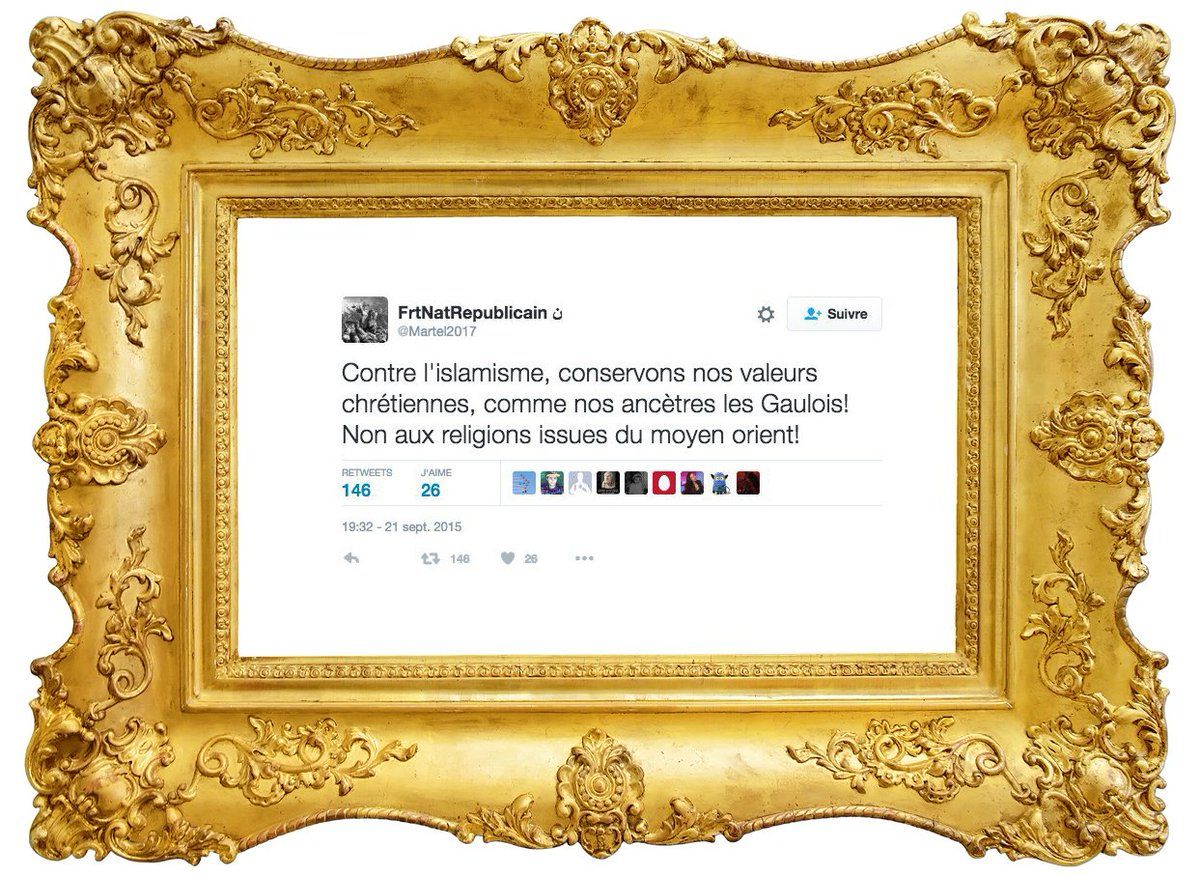 FrtNatRepublicain ن
@Martel2017
Suivre
Contre l'islamisme, conservons nos valeurs
chrétiennes, comme nos ancètres les Gaulois!
Non aux religions issues du moyen orient!
RETWEETS J'AIME
146 26
19:32 - 21 sept. 2015
146 26